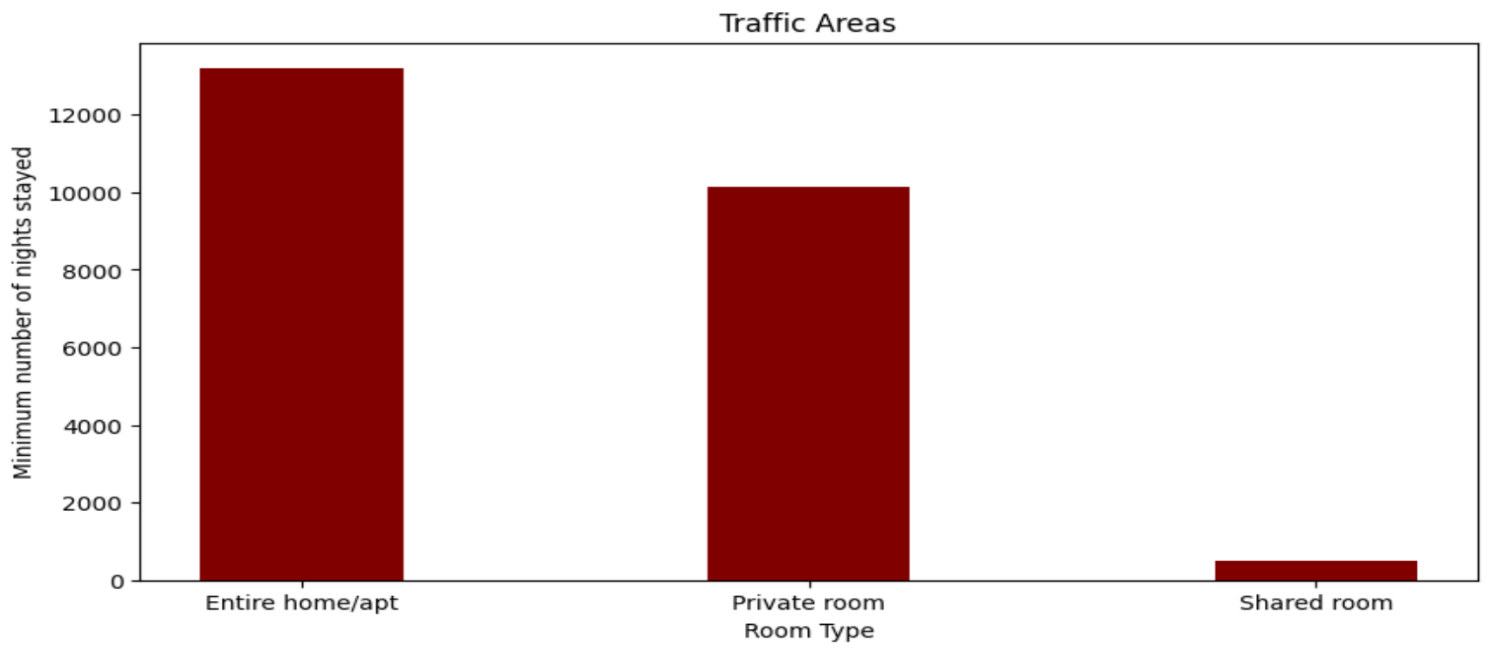 Traffic Areas
Minimum number of nights stayed
12000
10000
8000
6000
4000
2000
0
Entire home/apt
Private room
Shared room
Room Type